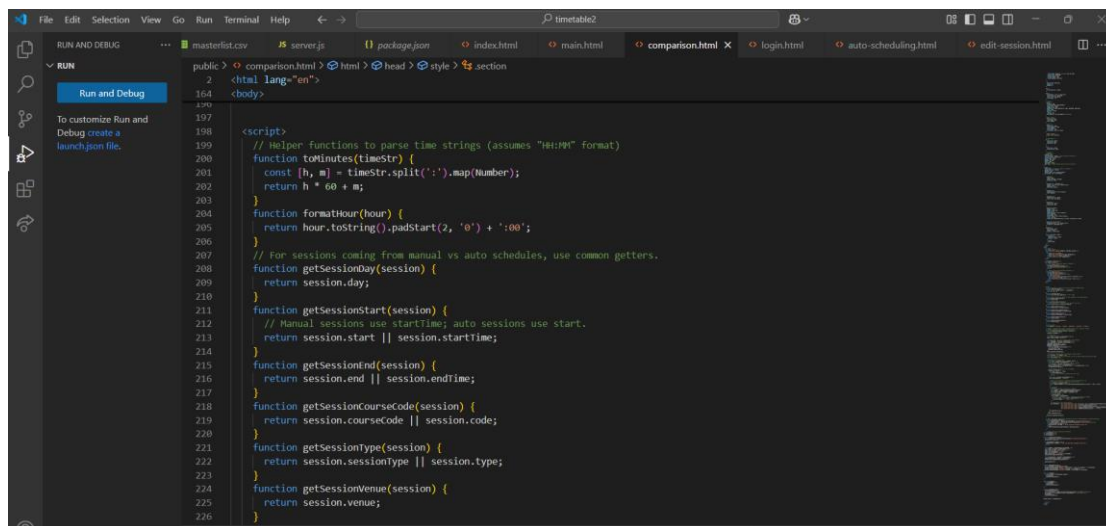 File Edit Selection View Go Run Terminal Help
timetable2
RUN AND DEBUG
masterlist.csv
JS server.js
{} package.json
<> index.html
<> main.html
<> comparison.html
<> login.html
<> auto-scheduling.html
<> edit-session.html
RUN
public > <> comparison.html > html > head > style > .section
2 <html lang="en">
Run and Debug
164 <body>
196
To customize Run and
Debug create a
launch.json file.
197
198 <script>
199 // Helper functions to parse time strings (assumes "HH:MM" format)
200 function toMinutes(timeStr) {
201 const [h, m] = timeStr.split(':').map(Number);
202 return h * 60 + m;
203 }
204 function formatHour(hour) {
205 return hour.toString().padStart(2, '0') + ':00';
206 }
207 // For sessions coming from manual vs auto schedules, use common getters.
208 function getSessionDay(session) {
209 return session.day;
210 }
211 function getSessionStart(session) {
212 // Manual sessions use startTime; auto sessions use start.
213 return session.start || session.startTime;
214 }
215 function getSessionEnd(session) {
216 return session.end || session.endTime;
217 }
218 function getSessionCourseCode(session) {
219 return session.courseCode || session.code;
220 }
221 function getSessionType(session) {
222 return session.sessionType || session.type;
223 }
224 function getSessionVenue(session) {
225 return session.venue;
226 }